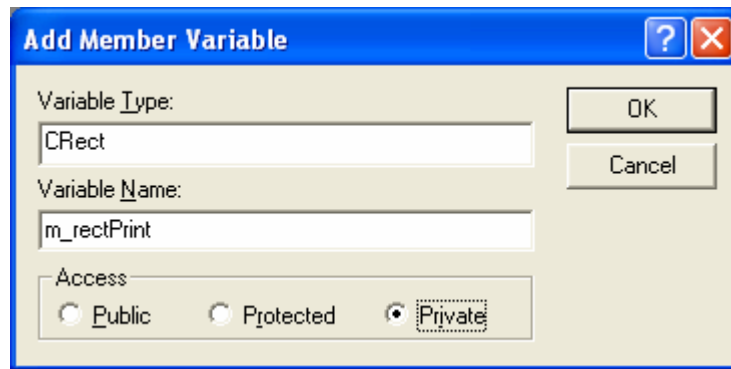 Add Member Variable
Variable Type:
OK
CRect
Cancel
Variable Name:
m_rectPrint
Access
Public Protected Private